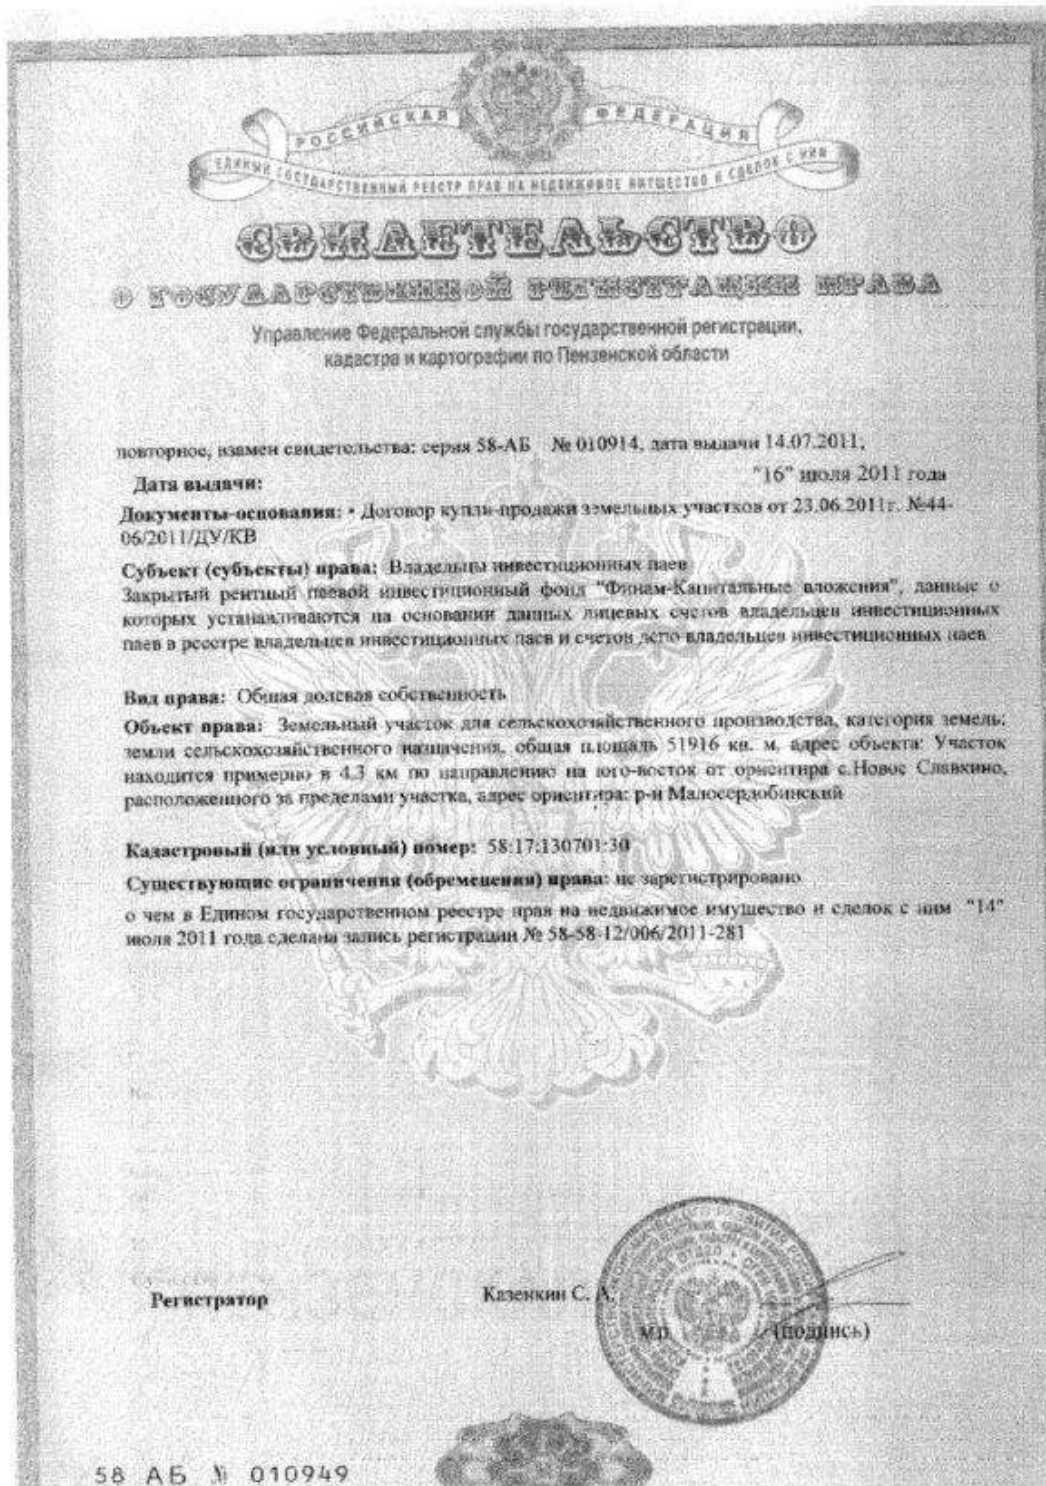 РОССИЙСКАЯ ФЕДЕРАЦИЯ
ЕДИНЫЙ ГОСУДАРСТВЕННЫЙ РЕЕСТР ПРАВ НА НЕДВИЖИМОЕ ИМУЩЕСТВО И СДЕЛОК С НИМ
СВИДЕТЕЛЬСТВО
О ГОСУДАРСТВЕННОЙ РЕГИСТРАЦИИ ПРАВА
Управление Федеральной службы государственной регистрации,
кадастра и картографии по Пензенской области
повторное, взамен свидетельства: серия 58-АБ № 010914, дата выдачи 14.07.2011,
Дата выдачи: "16" июля 2011 года
Документы-основания: • Договор купли-продажи земельных участков от 23.06.2011г. №44-
06/2011/ДУ/КВ
Субъект (субъекты) права: Владельцы инвестиционных паев
Закрытый рентный паевой инвестиционный фонд "Финам-Капитальные вложения", данные о
которых устанавливаются на основании данных лицевых счетов владельцев инвестиционных
паев в реестре владельцев инвестиционных паев и счетов депо владельцев инвестиционных паев
Вид права: Общая долевая собственность
Объект права: Земельный участок для сельскохозяйственного производства, категория земель:
земли сельскохозяйственного назначения, общая площадь 51916 кв. м, адрес объекта: Участок
находится примерно в 4,3 км по направлению на юго-восток от ориентира с.Новое Славкино,
расположенного за пределами участка, адрес ориентира: р-н Малосердобинский
Кадастровый (или условный) номер: 58:17:130701:30
Существующие ограничения (обременения) права: не зарегистрировано
о чем в Едином государственном реестре прав на недвижимое имущество и сделок с ним "14"
июля 2011 года сделана запись регистрации № 58-58-12/006/2011-281
Регистратор Казенкин С. А.
м.п. (подпись)
58 АБ № 010949